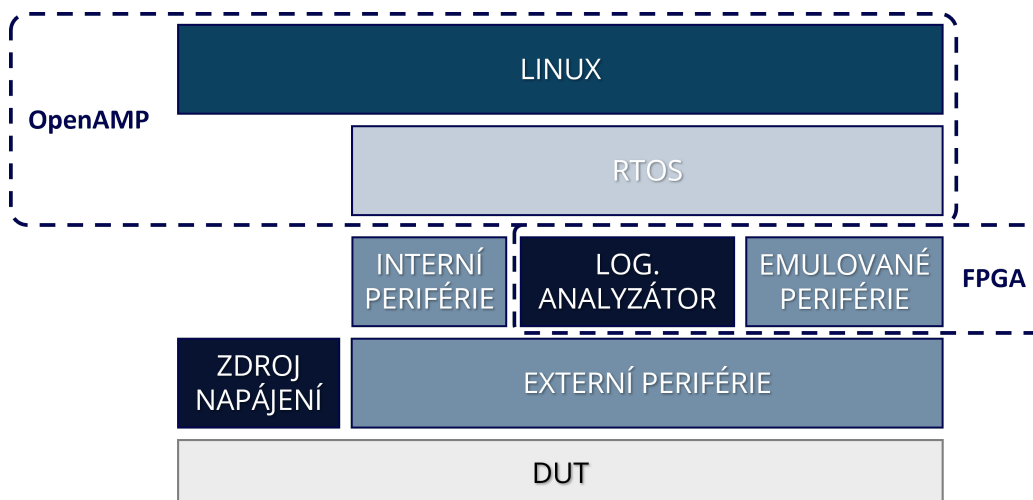 LINUX
OpenAMP
RTOS
INTERNÍ
PERIFÉRIE
LOG.
ANALYZÁTOR
EMULOVANÉ
PERIFÉRIE
FPGA
ZDROJ
NAPÁJENÍ
EXTERNÍ PERIFÉRIE
DUT